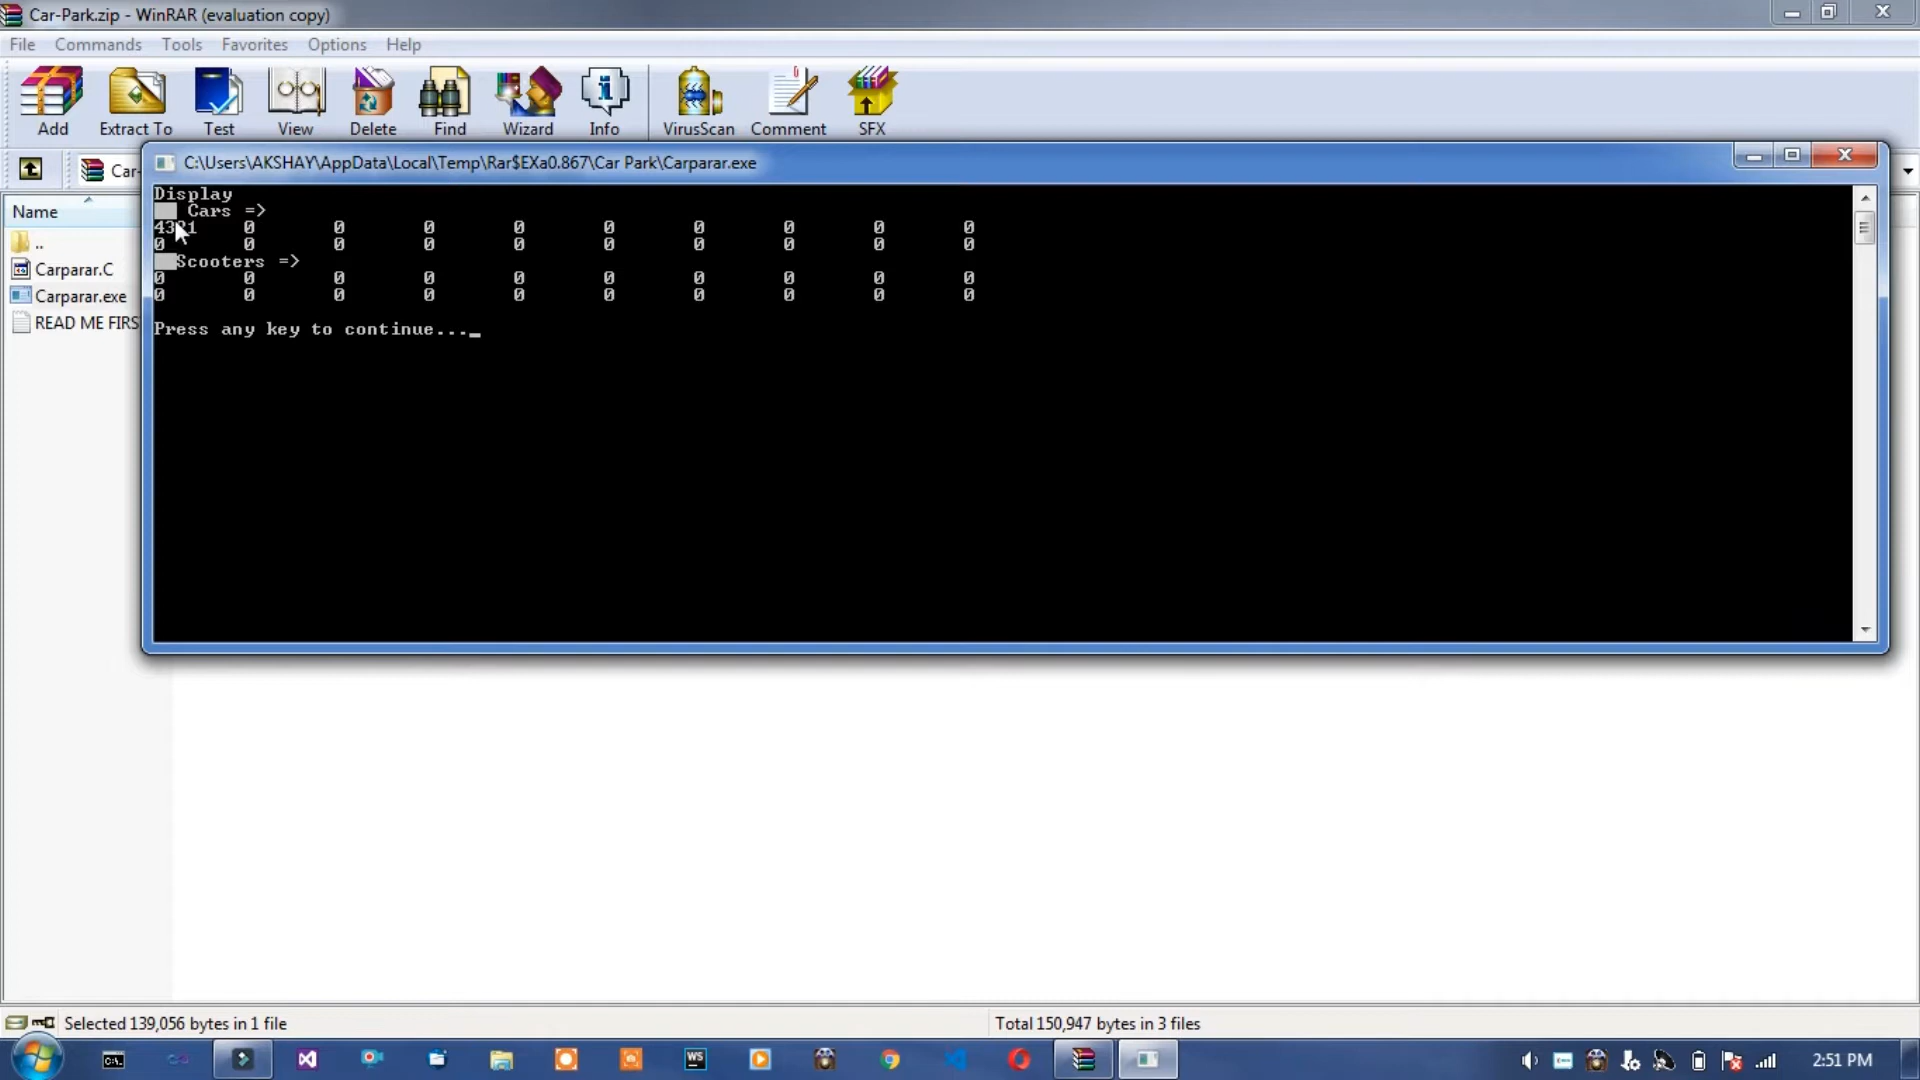 Car-Park.zip - WinRAR (evaluation copy)
File Commands Tools Favorites Options Help
Add Extract To Test View Delete Find Wizard Info VirusScan Comment SFX
Car-
C:\Users\AKSHAY\AppData\Local\Temp\Rar$EXa0.867\Car Park\Carparar.exe
Name
..
Carparar.C
Carparar.exe
READ ME FIRS
Display
Cars =>
4321 0 0 0 0 0 0 0 0 0
0 0 0 0 0 0 0 0 0 0
Scooters =>
0 0 0 0 0 0 0 0 0 0
0 0 0 0 0 0 0 0 0 0
Press any key to continue..._
Selected 139,056 bytes in 1 file
Total 150,947 bytes in 3 files
C:\.
WS
2:51 PM